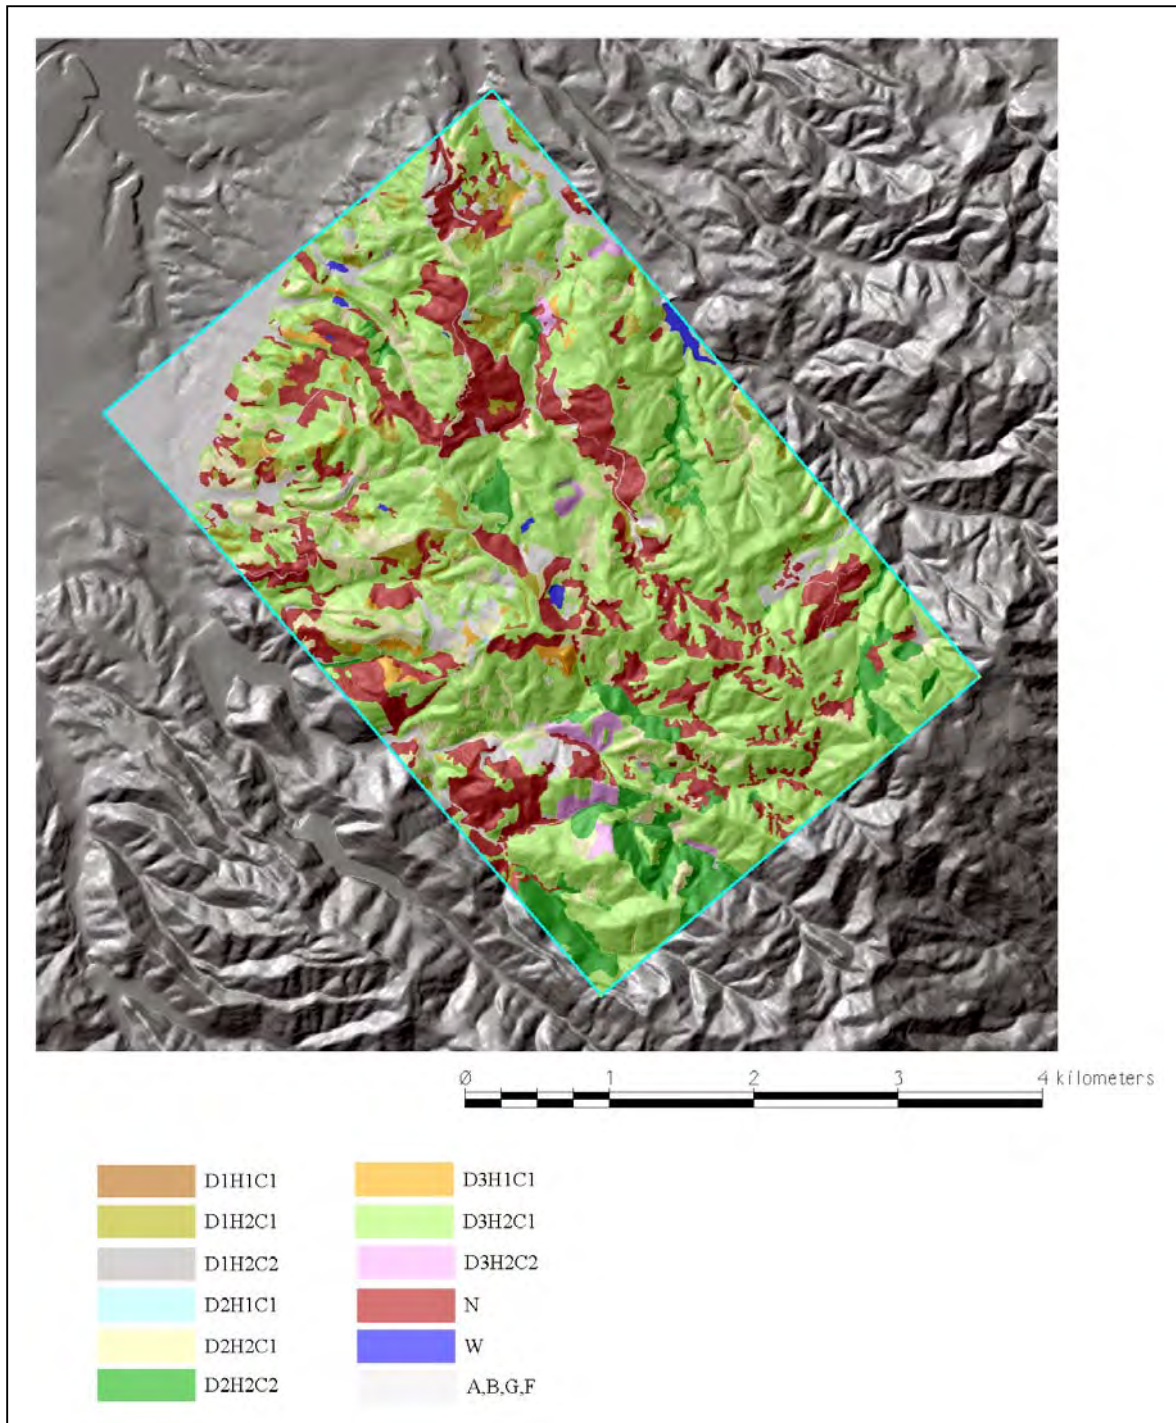 0 1 2 3 4 kilometers
D1H1C1 D3H1C1
D1H2C1 D3H2C1
D1H2C2 D3H2C2
D2H1C1 N
D2H2C1 W
D2H2C2 A,B,G,F